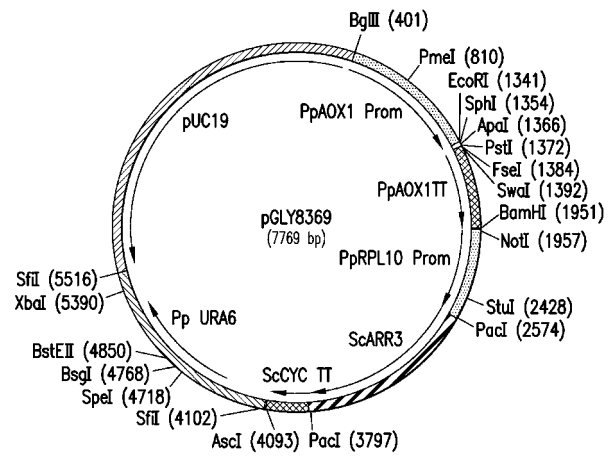 BglII (401)
PmeI (810)
EcoRI (1341)
SphI (1354)
ApaI (1366)
PstI (1372)
FseI (1384)
SwaI (1392)
BamHI (1951)
NotI (1957)
StuI (2428)
PacI (2574)
PacI (3797)
AscI (4093)
SfiI (4102)
SpeI (4718)
BsgI (4768)
BstEII (4850)
XbaI (5390)
SfiI (5516)
pUC19
PpAOX1 Prom
PpAOX1TT
pGLY8369
(7769 bp)
PpRPL10 Prom
ScARR3
ScCYC TT
Pp URA6